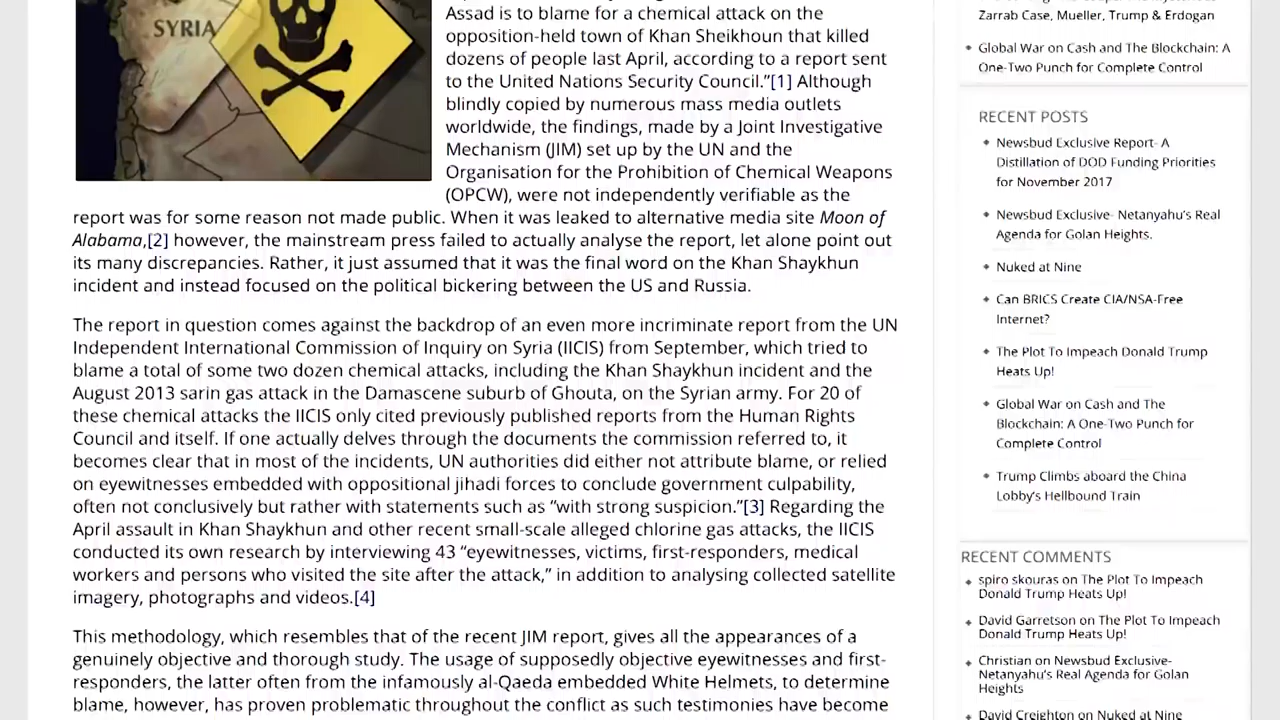 SYRIA
Assad is to blame for a chemical attack on the
opposition-held town of Khan Sheikhoun that killed
dozens of people last April, according to a report sent
to the United Nations Security Council.”[1] Although
blindly copied by numerous mass media outlets
worldwide, the findings, made by a Joint Investigative
Mechanism (JIM) set up by the UN and the
Organisation for the Prohibition of Chemical Weapons
(OPCW), were not independently verifiable as the
report was for some reason not made public. When it was leaked to alternative media site Moon of
Alabama,[2] however, the mainstream press failed to actually analyse the report, let alone point out
its many discrepancies. Rather, it just assumed that it was the final word on the Khan Shaykhun
incident and instead focused on the political bickering between the US and Russia.
The report in question comes against the backdrop of an even more incriminate report from the UN
Independent International Commission of Inquiry on Syria (IICIS) from September, which tried to
blame a total of some two dozen chemical attacks, including the Khan Shaykhun incident and the
August 2013 sarin gas attack in the Damascene suburb of Ghouta, on the Syrian army. For 20 of
these chemical attacks the IICIS only cited previously published reports from the Human Rights
Council and itself. If one actually delves through the documents the commission referred to, it
becomes clear that in most of the incidents, UN authorities did either not attribute blame, or relied
on eyewitnesses embedded with oppositional jihadi forces to conclude government culpability,
often not conclusively but rather with statements such as “with strong suspicion.”[3] Regarding the
April assault in Khan Shaykhun and other recent small-scale alleged chlorine gas attacks, the IICIS
conducted its own research by interviewing 43 “eyewitnesses, victims, first-responders, medical
workers and persons who visited the site after the attack,” in addition to analysing collected satellite
imagery, photographs and videos.[4]
This methodology, which resembles that of the recent JIM report, gives all the appearances of a
genuinely objective and thorough study. The usage of supposedly objective eyewitnesses and first-
responders, the latter often from the infamously al-Qaeda embedded White Helmets, to determine
blame, however, has proven problematic throughout the conflict as such testimonies have become
Zarrab Case, Mueller, Trump & Erdogan
Global War on Cash and The Blockchain: A
One-Two Punch for Complete Control
RECENT POSTS
Newsbud Exclusive Report- A
Distillation of DOD Funding Priorities
for November 2017
Newsbud Exclusive- Netanyahu’s Real
Agenda for Golan Heights.
Nuked at Nine
Can BRICS Create CIA/NSA-Free
Internet?
The Plot To Impeach Donald Trump
Heats Up!
Global War on Cash and The
Blockchain: A One-Two Punch for
Complete Control
Trump Climbs aboard the China
Lobby’s Hellbound Train
RECENT COMMENTS
spiro skouras on The Plot To Impeach
Donald Trump Heats Up!
David Garretson on The Plot To Impeach
Donald Trump Heats Up!
Christian on Newsbud Exclusive-
Netanyahu’s Real Agenda for Golan
Heights
David Creighton on Nuked at Nine